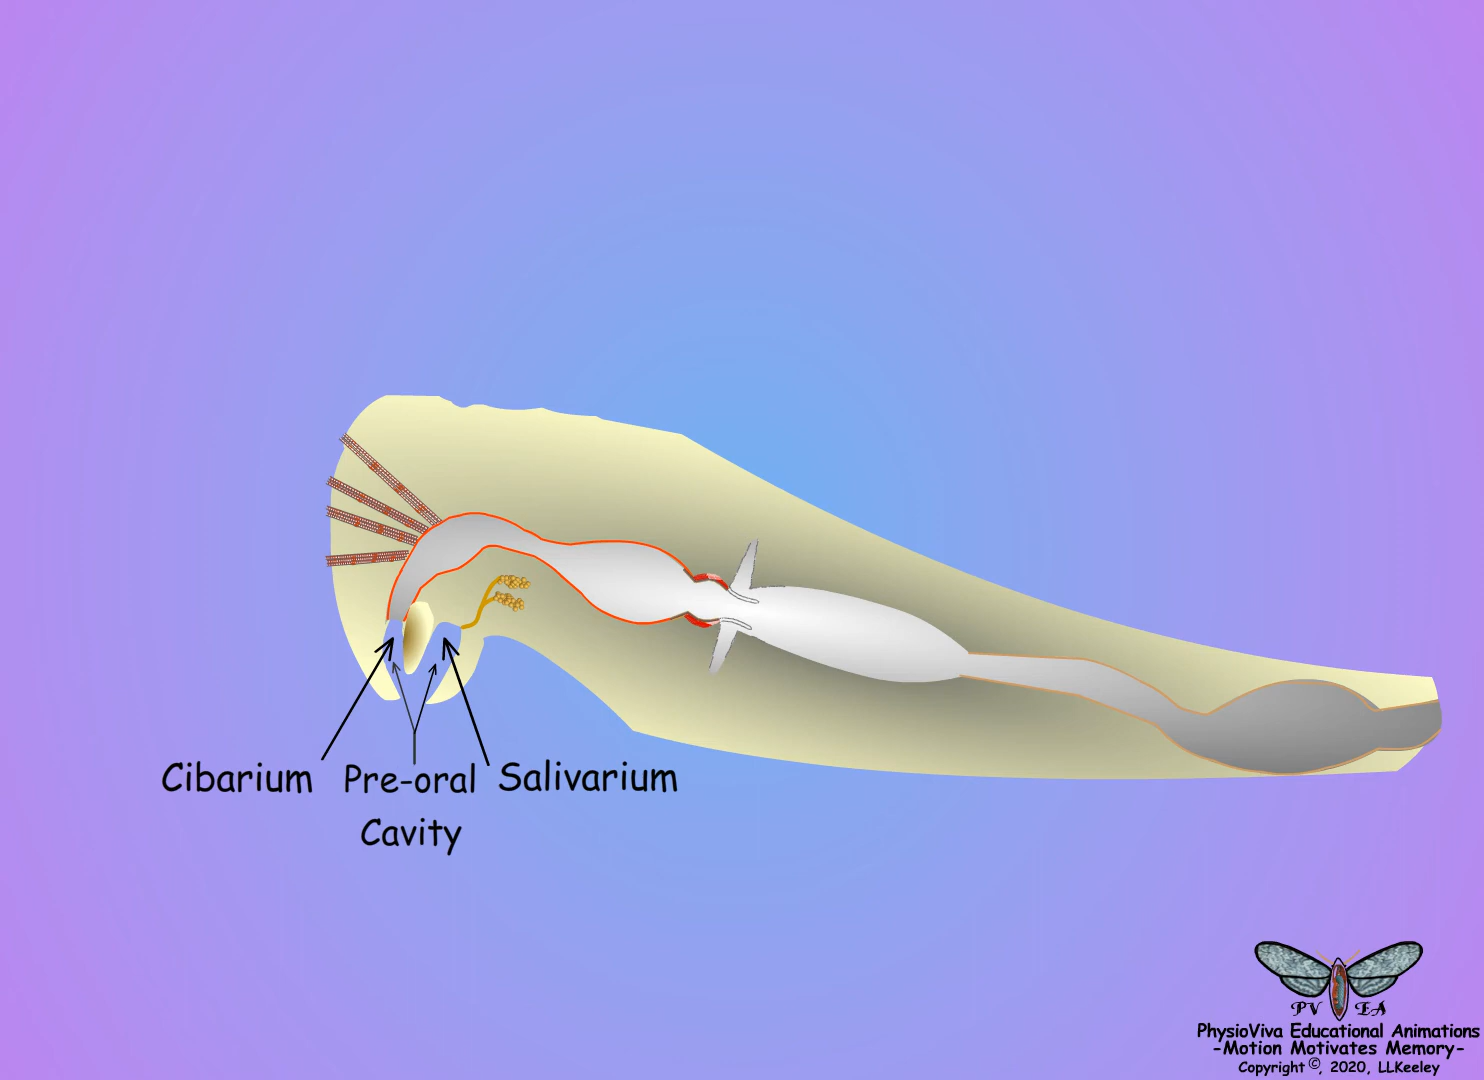 Cibarium Pre-oral Salivarium
Cavity
PV EA
PhysioViva Educational Animations
-Motion Motivates Memory-
Copyright ©, 2020, LLKeeley